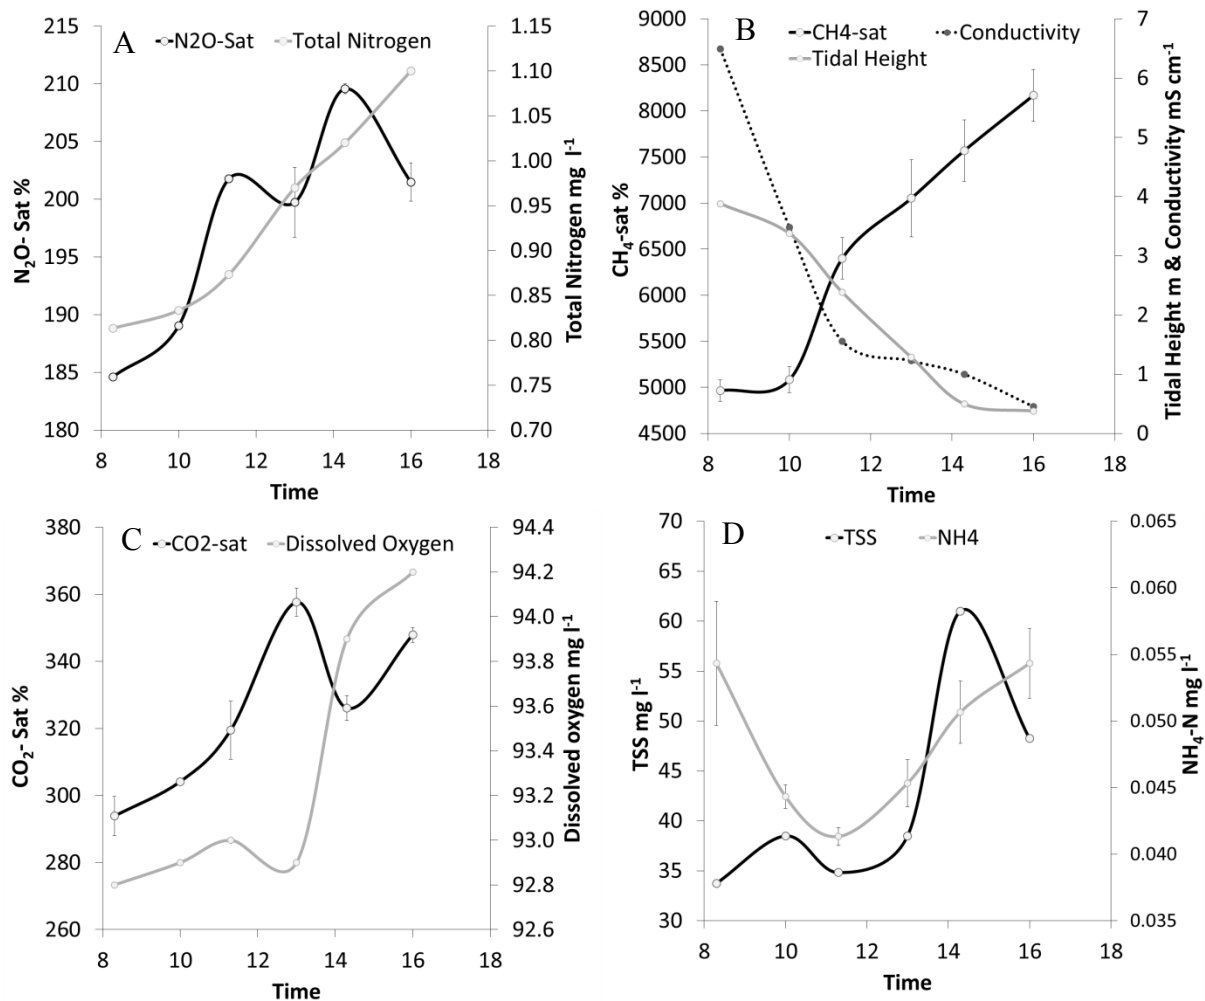 A
N2O-Sat Total Nitrogen
N2O- Sat %
215
210
205
200
195
190
185
180
1.15
1.10
1.05
1.00
0.95
0.90
0.85
0.80
0.75
0.70
Total Nitrogen mg l-1
8 10 12 14 16 18
Time
B
CH4-sat Conductivity
Tidal Height
CH4-sat %
9000
8500
8000
7500
7000
6500
6000
5500
5000
4500
7
6
5
4
3
2
1
0
Tidal Height m & Conductivity mS cm-1
8 10 12 14 16 18
Time
C
CO2-sat Dissolved Oxygen
CO2- Sat %
380
360
340
320
300
280
260
94.4
94.2
94.0
93.8
93.6
93.4
93.2
93.0
92.8
92.6
Dissolved oxygen mg l-1
8 10 12 14 16 18
Time
D
TSS NH4
TSS mg l-1
70
65
60
55
50
45
40
35
30
0.065
0.060
0.055
0.050
0.045
0.040
0.035
NH4-N mg l-1
8 10 12 14 16 18
Time